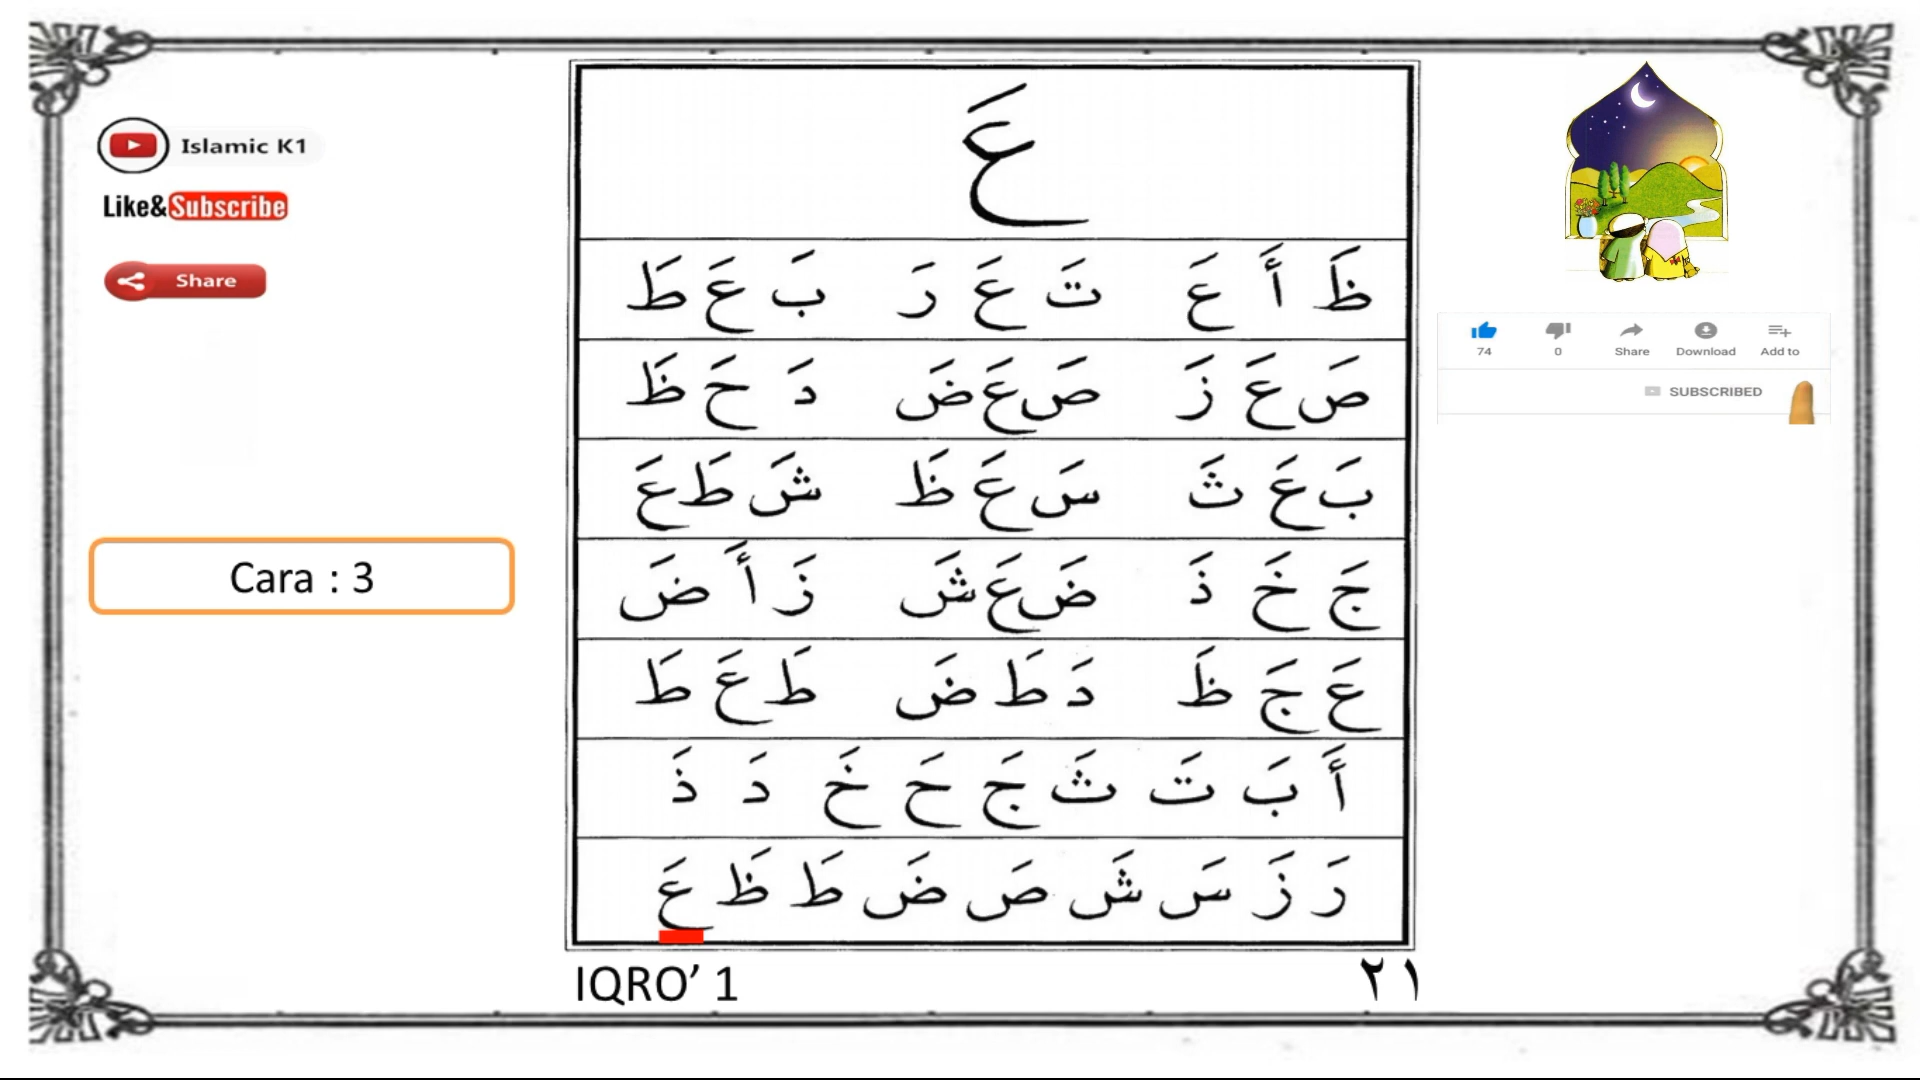 Islamic K1
Like&Subscribe
Share
Cara : 3
عَ
ظَ أَ عَ تَ عَ رَ بَ عَ طَ
صَ عَ زَ صَ عَ ضَ دَ حَ ظَ
بَ عَ ثَ سَ عَ ظَ شَ طَ عَ
جَ خَ ذَ ضَ عَ شَ زَ أَ ضَ
عَ جَ ظَ دَ طَ ضَ طَ عَ طَ
أَ بَ تَ ثَ جَ حَ خَ دَ ذَ
رَ زَ سَ شَ صَ ضَ طَ ظَ عَ
IQRO’ 1 ٢١
74 0 Share Download Add to
SUBSCRIBED